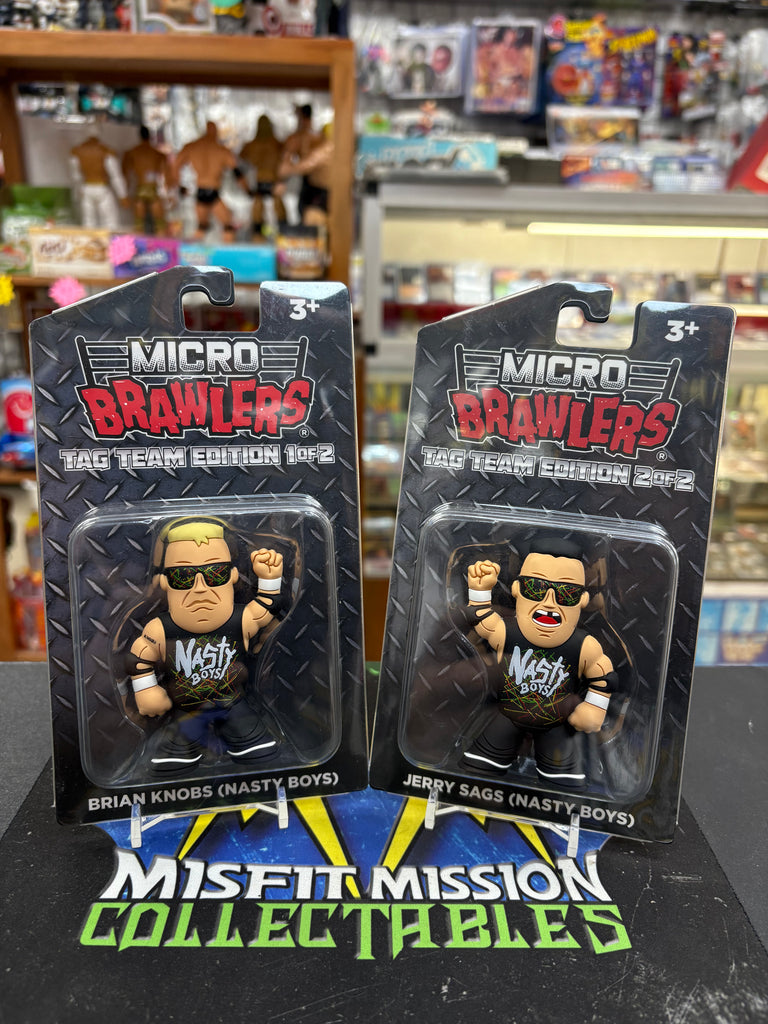 3+
MICRO
BRAWLERS®
TAG TEAM EDITION 1 OF 2
NASTY
BOYS
BRIAN KNOBS (NASTY BOYS)
3+
MICRO
BRAWLERS®
TAG TEAM EDITION 2 OF 2
NASTY
BOYS
JERRY SAGS (NASTY BOYS)
MISFIT MISSION
COLLECTABLES